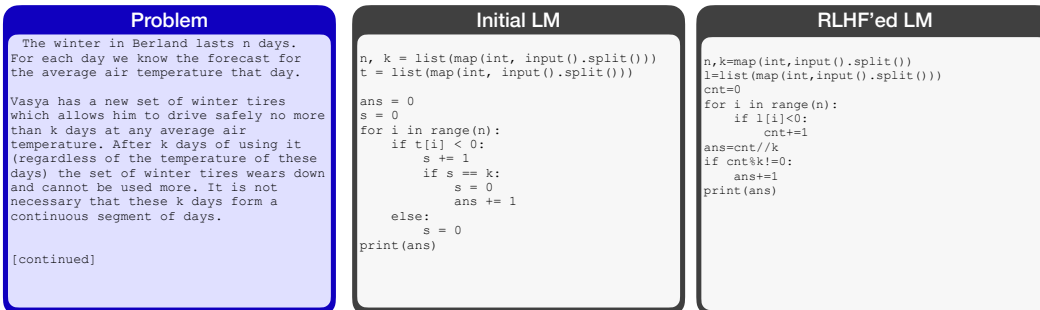 Problem
The winter in Berland lasts n days.
For each day we know the forecast for
the average air temperature that day.
Vasya has a new set of winter tires
which allows him to drive safely no more
than k days at any average air
temperature. After k days of using it
(regardless of the temperature of these
days) the set of winter tires wears down
and cannot be used more. It is not
necessary that these k days form a
continuous segment of days.
[continued]
Initial LM
n, k = list(map(int, input().split()))
t = list(map(int, input().split()))
ans = 0
s = 0
for i in range(n):
    if t[i] < 0:
        s += 1
        if s == k:
            s = 0
            ans += 1
    else:
        s = 0
print(ans)
RLHF'ed LM
n,k=map(int,input().split())
l=list(map(int,input().split()))
cnt=0
for i in range(n):
    if l[i]<0:
        cnt+=1
ans=cnt//k
if cnt%k!=0:
    ans+=1
print(ans)